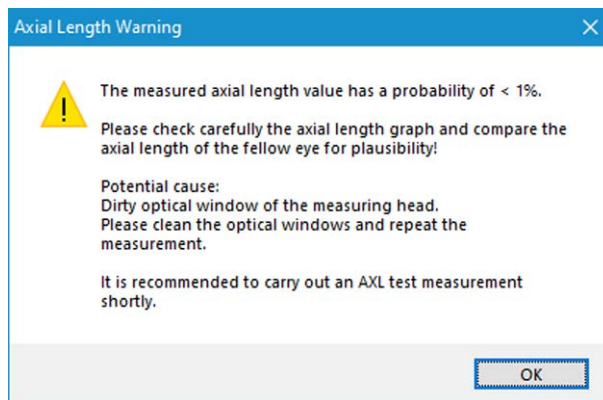 Axial Length Warning
The measured axial length value has a probability of < 1%.
Please check carefully the axial length graph and compare the
axial length of the fellow eye for plausibility!
Potential cause:
Dirty optical window of the measuring head.
Please clean the optical windows and repeat the
measurement.
It is recommended to carry out an AXL test measurement
shortly.
OK